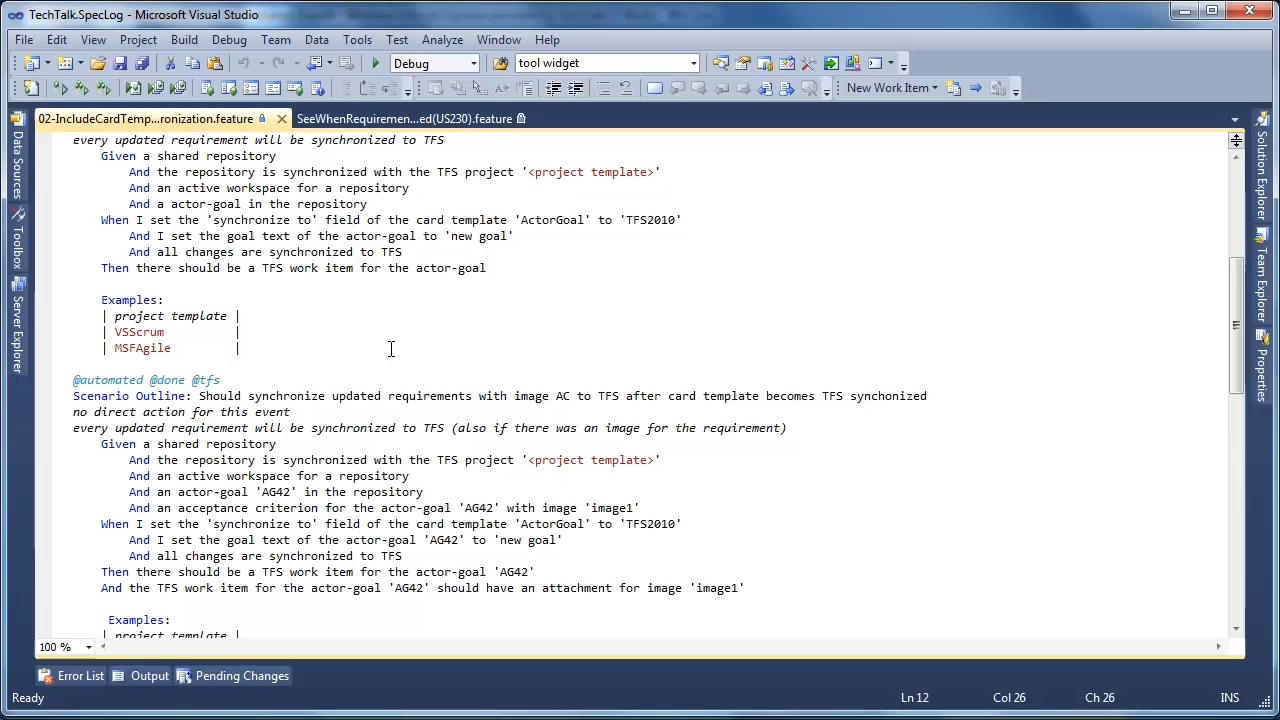 TechTalk.SpecLog - Microsoft Visual Studio
File Edit View Project Build Debug Team Data Tools Test Analyze Window Help
Debug tool widget
New Work Item
02-IncludeCardTemp...ronization.feature SeeWhenRequiremen...ed(US230).feature
Data Sources
Toolbox
Server Explorer
every updated requirement will be synchronized to TFS
Given a shared repository
And the repository is synchronized with the TFS project '<project template>'
And an active workspace for a repository
And a actor-goal in the repository
When I set the 'synchronize to' field of the card template 'ActorGoal' to 'TFS2010'
And I set the goal text of the actor-goal to 'new goal'
And all changes are synchronized to TFS
Then there should be a TFS work item for the actor-goal
Examples:
| project template |
| VSScrum |
| MSFAgile |
@automated @done @tfs
Scenario Outline: Should synchronize updated requirements with image AC to TFS after card template becomes TFS synchonized
no direct action for this event
every updated requirement will be synchronized to TFS (also if there was an image for the requirement)
Given a shared repository
And the repository is synchronized with the TFS project '<project template>'
And an active workspace for a repository
And an actor-goal 'AG42' in the repository
And an acceptance criterion for the actor-goal 'AG42' with image 'image1'
When I set the 'synchronize to' field of the card template 'ActorGoal' to 'TFS2010'
And I set the goal text of the actor-goal 'AG42' to 'new goal'
And all changes are synchronized to TFS
Then there should be a TFS work item for the actor-goal 'AG42'
And the TFS work item for the actor-goal 'AG42' should have an attachment for image 'image1'
Examples:
| project template |
Solution Explorer
Team Explorer
Properties
100 %
Error List Output Pending Changes
Ready Ln 12 Col 26 Ch 26 INS